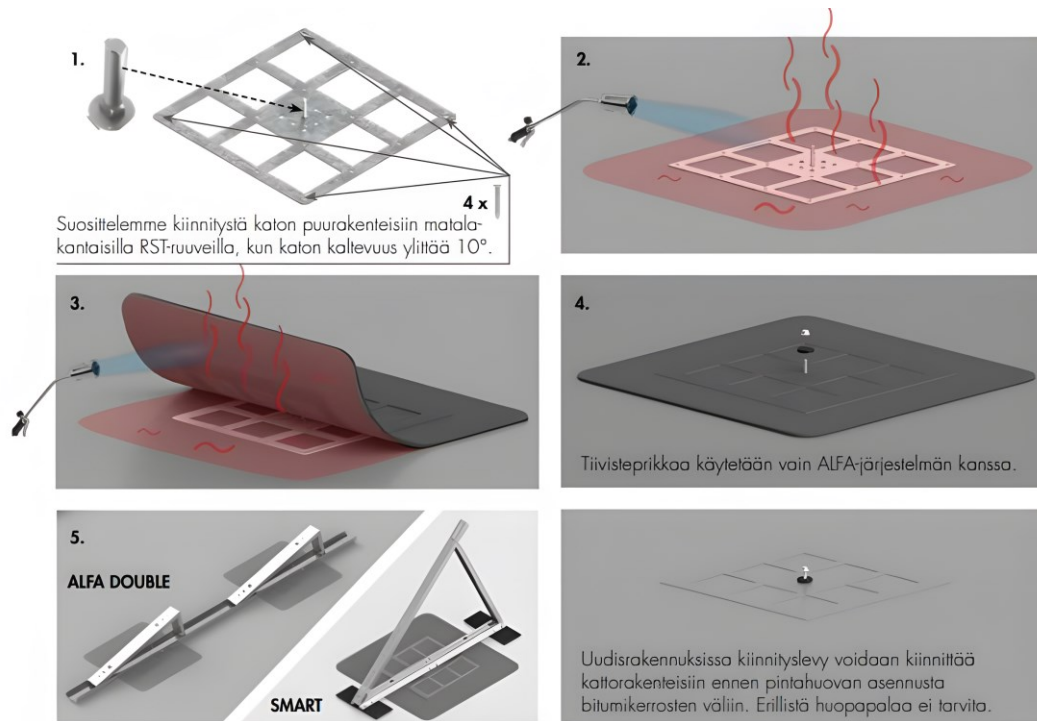 1.
4 x
Suosittelemme kiinnitystä katon puurakenteisiin matala-
kantaisilla RST-ruuveilla, kun katon kaltevuus ylittää 10°.
2.
3.
4.
Tiivisteprikkaa käytetään vain ALFA-järjestelmän kanssa.
5.
ALFA DOUBLE
SMART
Uudisrakennuksissa kiinnityslevy voidaan kiinnittää
kattorakenteisiin ennen pintahuovan asennusta
bitumikerrosten väliin. Erillistä huopapalaa ei tarvita.